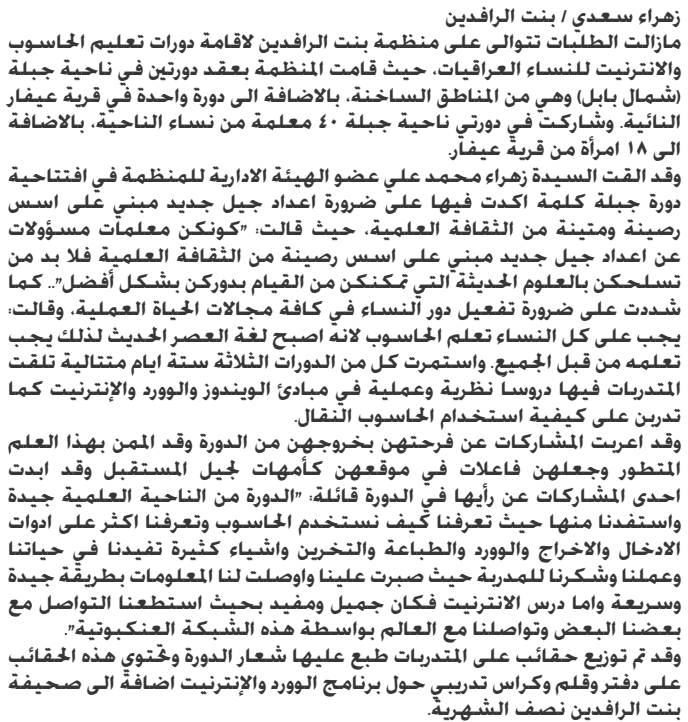 زهراء سعدي / بنت الرافدين
مازالت الطلبات تتوالى على منظمة بنت الرافدين لاقامة دورات تعليم الحاسوب
والانترنيت للنساء العراقيات، حيث قامت المنظمة بعقد دورتين في ناحية جبلة
(شمال بابل) وهي من المناطق الساخنة، بالاضافة الى دورة واحدة في قرية عيفار
النائية. وشاركت في دورتي ناحية جبلة ٤٠ معلمة من نساء الناحية، بالاضافة
الى ١٨ امرأة من قرية عيفار.
وقد القت السيدة زهراء محمد علي عضو الهيئة الادارية للمنظمة في افتتاحية
دورة جبلة كلمة اكدت فيها على ضرورة اعداد جيل جديد مبني على اسس
رصينة ومتينة من الثقافة العلمية، حيث قالت: "كونكن معلمات مسؤولات
عن اعداد جيل جديد مبني على اسس رصينة من الثقافة العلمية فلا بد من
تسلحكن بالعلوم الحديثة التي تمكنكن من القيام بدوركن بشكل أفضل".. كما
شددت على ضرورة تفعيل دور النساء في كافة مجالات الحياة العملية، وقالت:
يجب على كل النساء تعلم الحاسوب لانه اصبح لغة العصر الحديث لذلك يجب
تعلمه من قبل الجميع. واستمرت كل من الدورات الثلاثة ستة ايام متتالية تلقت
المتدربات فيها دروسا نظرية وعملية في مبادئ الويندوز والوورد والإنترنيت كما
تدربن على كيفية استخدام الحاسوب النقال.
وقد اعربت المشاركات عن فرحتهن بخروجهن من الدورة وقد الممن بهذا العلم
المتطور وجعلهن فاعلات في موقعهن كأمهات لجيل المستقبل وقد ابدت
احدى المشاركات عن رأيها في الدورة قائلة: "الدورة من الناحية العلمية جيدة
واستفدنا منها حيث تعرفنا كيف نستخدم الحاسوب وتعرفنا اكثر على ادوات
الادخال والاخراج والوورد والطباعة والتخرين واشياء كثيرة تفيدنا في حياتنا
وعملنا وشكرنا للمدربة حيث صبرت علينا واوصلت لنا المعلومات بطريقة جيدة
وسريعة واما درس الانترنيت فكان جميل ومفيد بحيث استطعنا التواصل مع
بعضنا البعض وتواصلنا مع العالم بواسطة هذه الشبكة العنكبوتية".
وقد تم توزيع حقائب على المتدربات طبع عليها شعار الدورة وتحتوي هذه الحقائب
على دفتر وقلم وكراس تدريبي حول برنامج الوورد والإنترنيت اضافة الى صحيفة
بنت الرافدين نصف الشهرية.